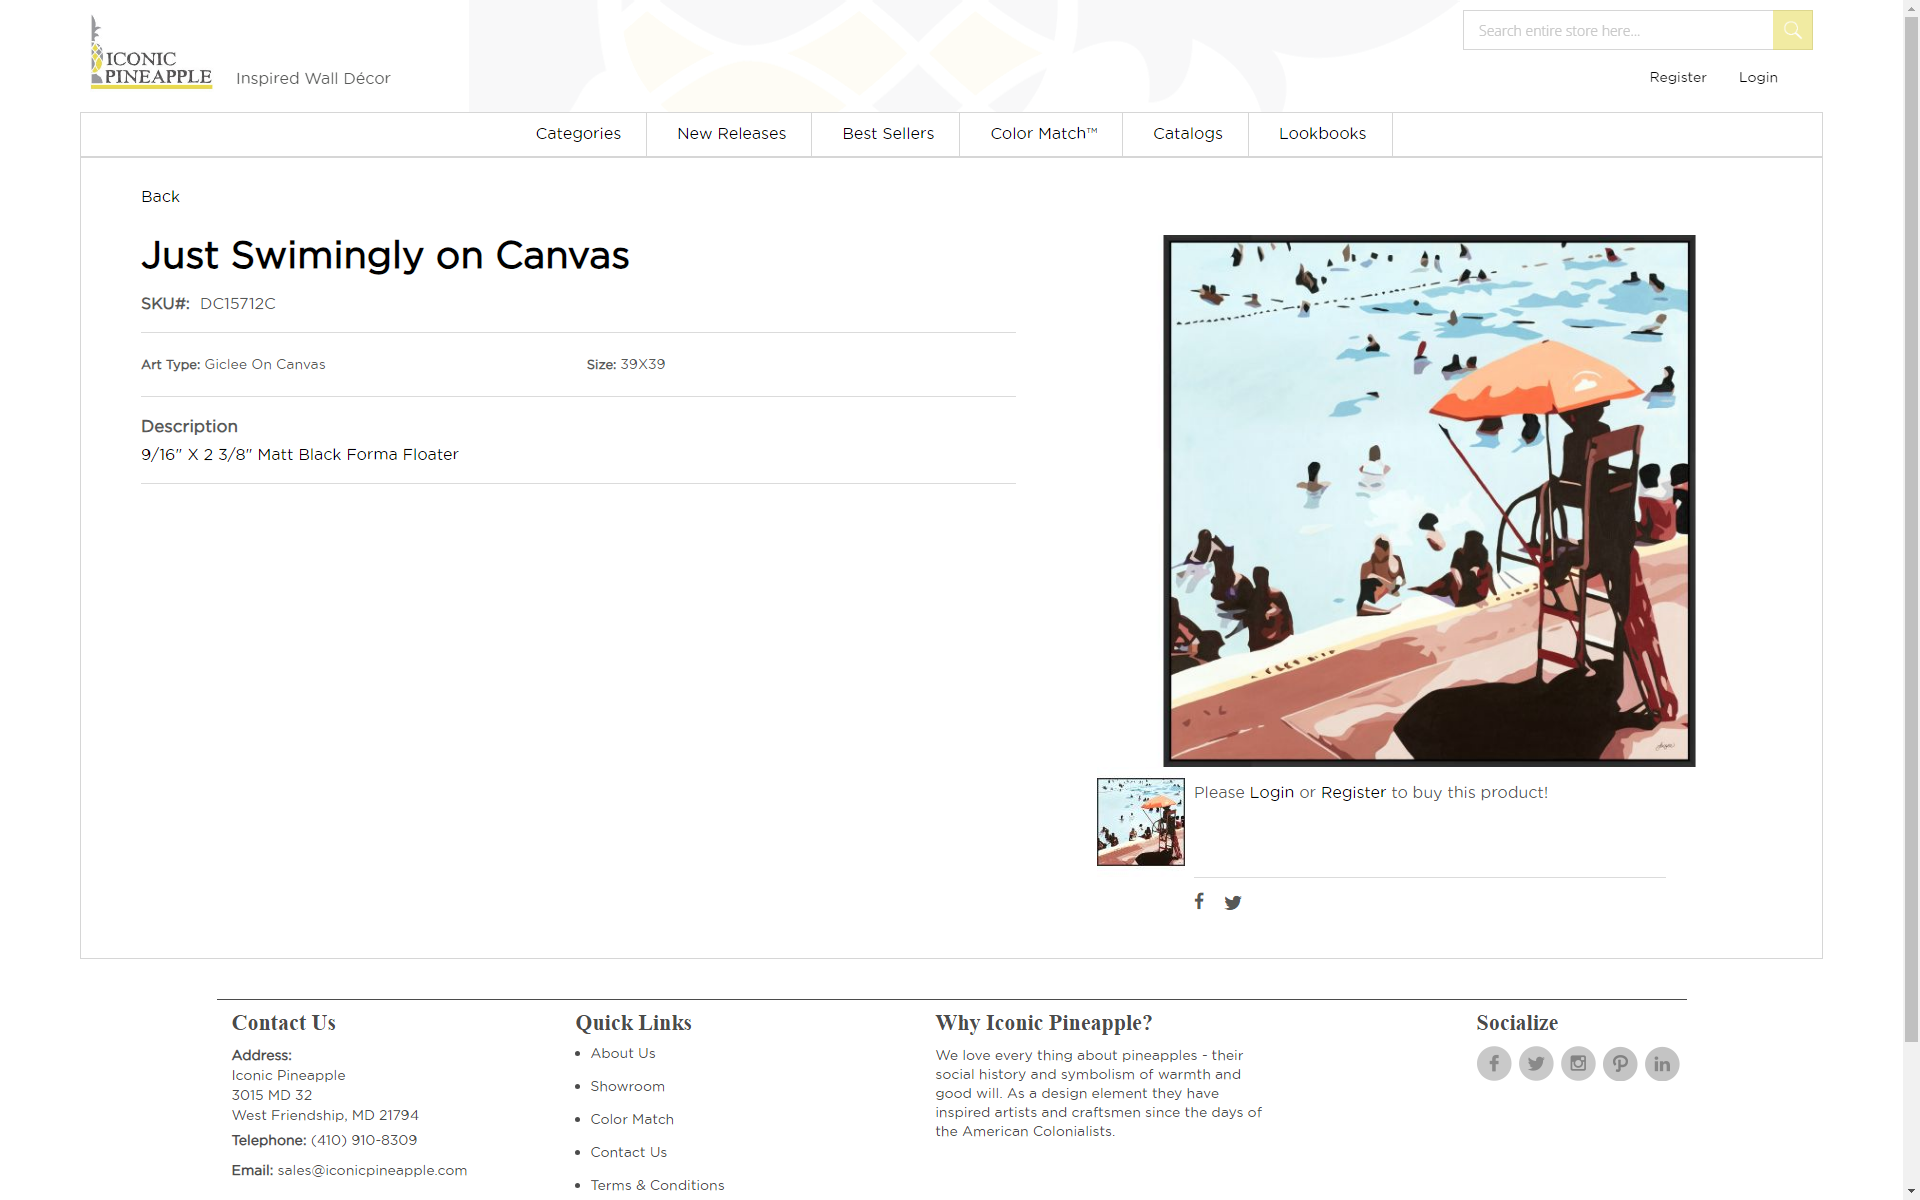 ICONIC
PINEAPPLE
Inspired Wall Décor
Search entire store here...
Register
Login
Categories
New Releases
Best Sellers
Color Match™
Catalogs
Lookbooks
Back
Just Swimingly on Canvas
SKU#: DC15712C
Art Type: Giclee On Canvas
Size: 39X39
Description
9/16" X 2 3/8" Matt Black Forma Floater
Please Login or Register to buy this product!
Contact Us
Address:
Iconic Pineapple
3015 MD 32
West Friendship, MD 21794
Telephone: (410) 910-8309
Email: sales@iconicpineapple.com
Quick Links
About Us
Showroom
Color Match
Contact Us
Terms & Conditions
Why Iconic Pineapple?
We love every thing about pineapples - their
social history and symbolism of warmth and
good will. As a design element they have
inspired artists and craftsmen since the days of
the American Colonialists.
Socialize